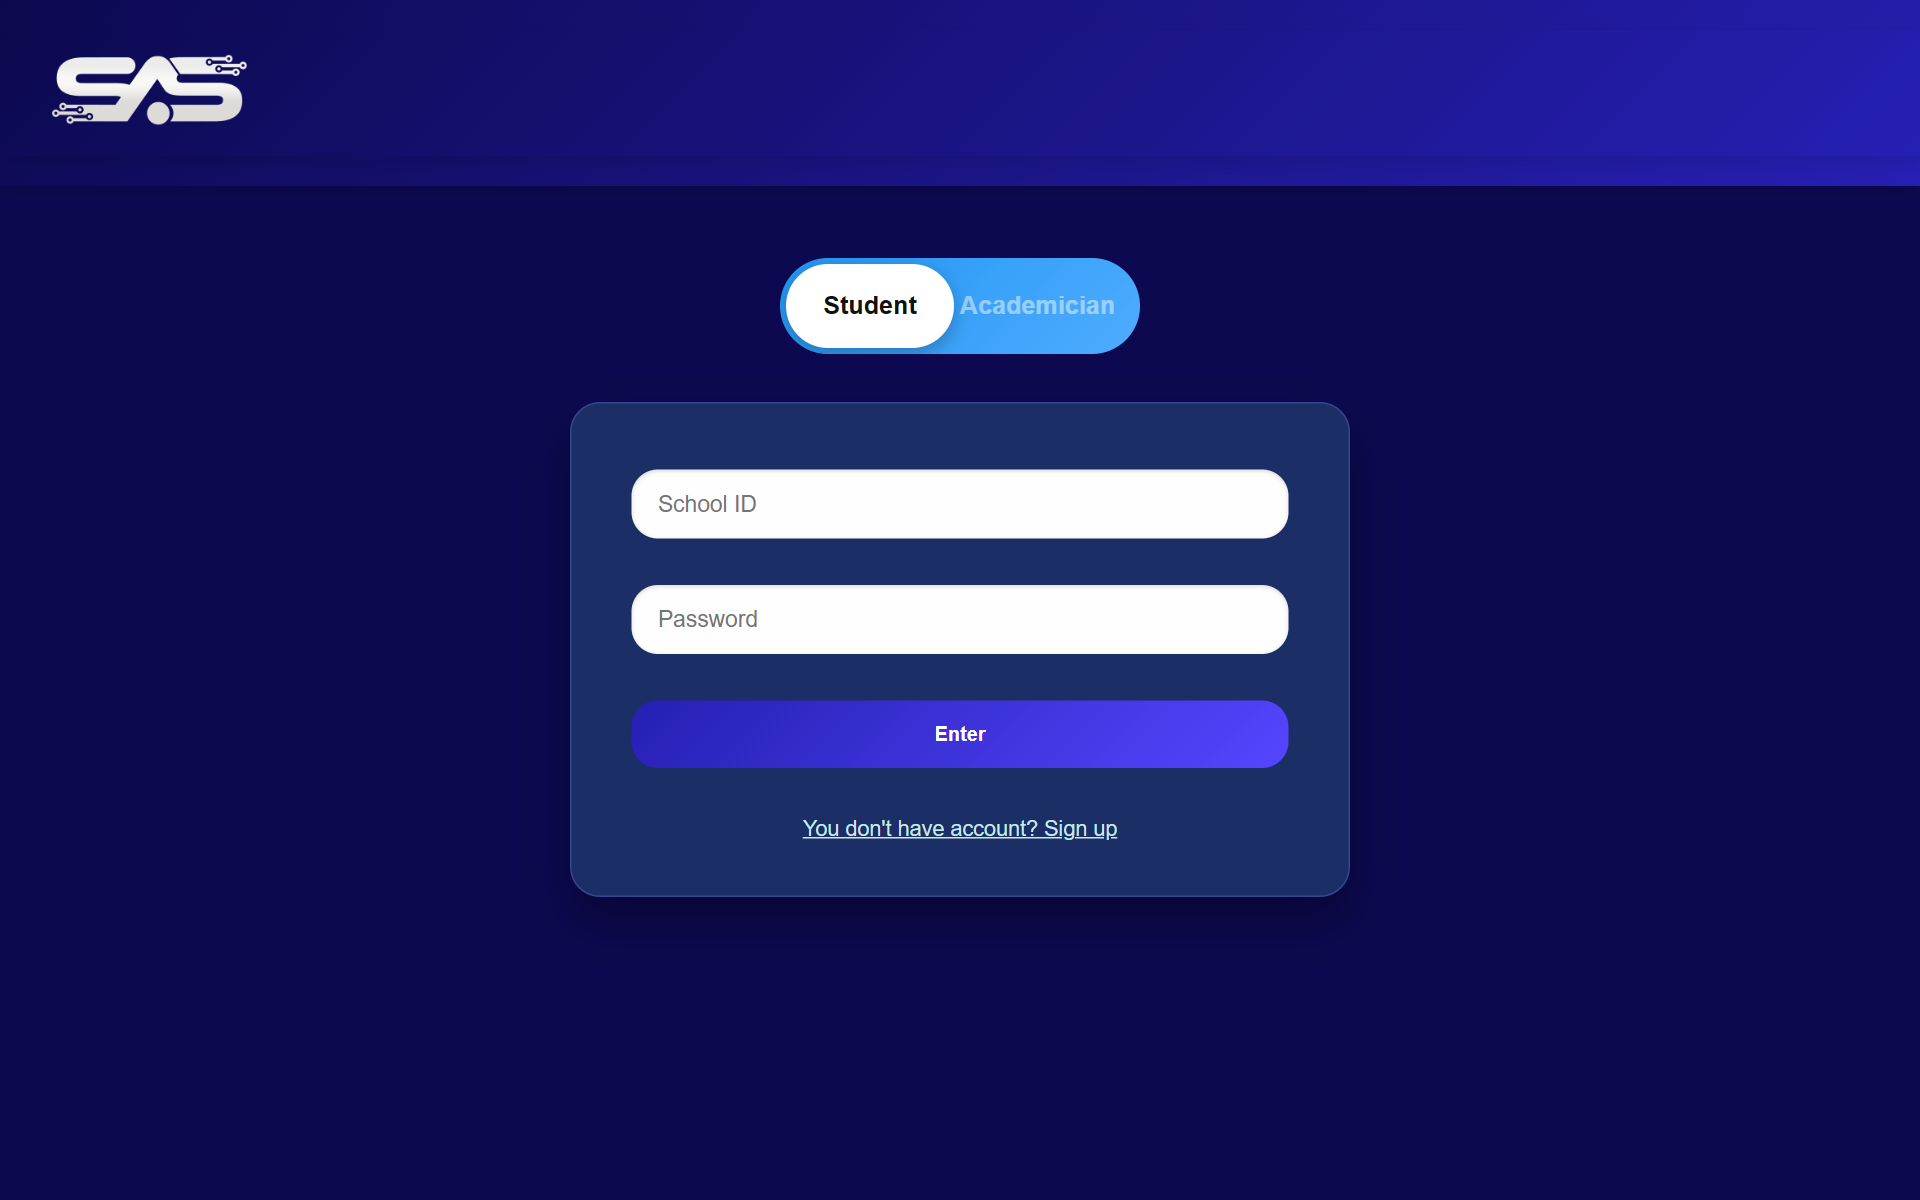 SAS
Student
Academician
School ID
Password
Enter
You don't have account? Sign up